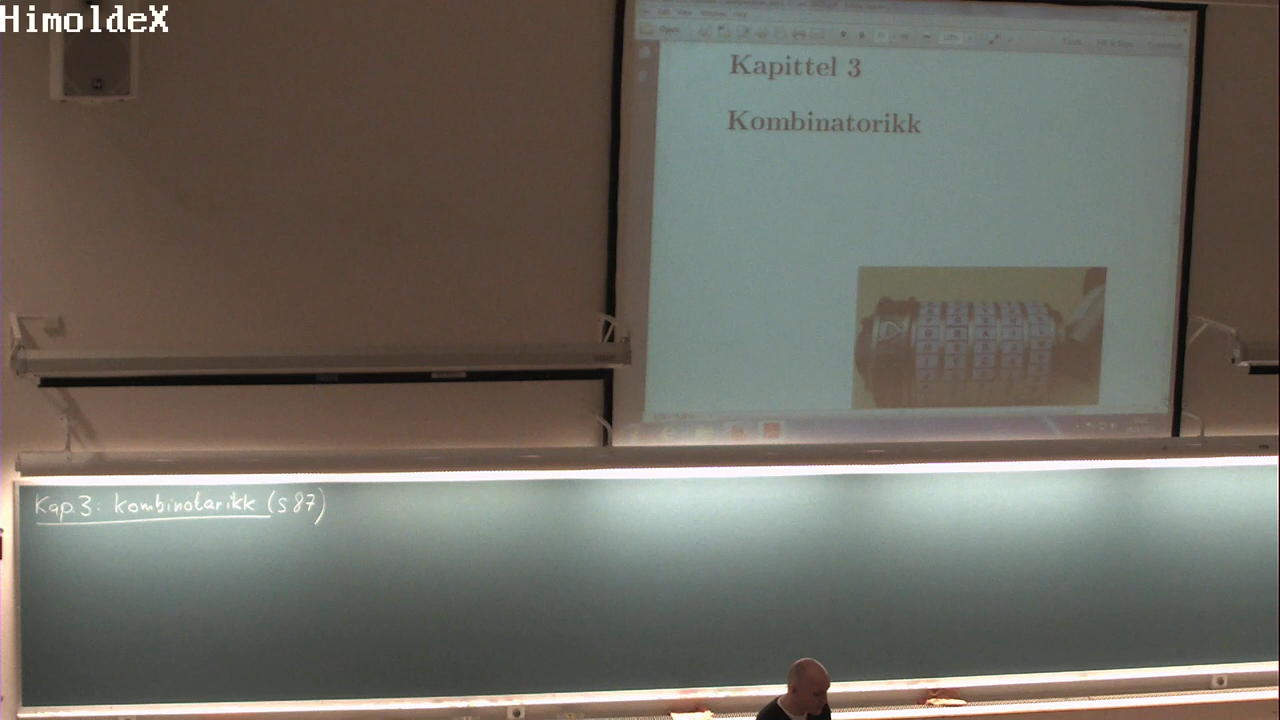 HimoldeX
Kapittel 3
Kombinatorikk
Kap.3: kombinatorikk (s 87)